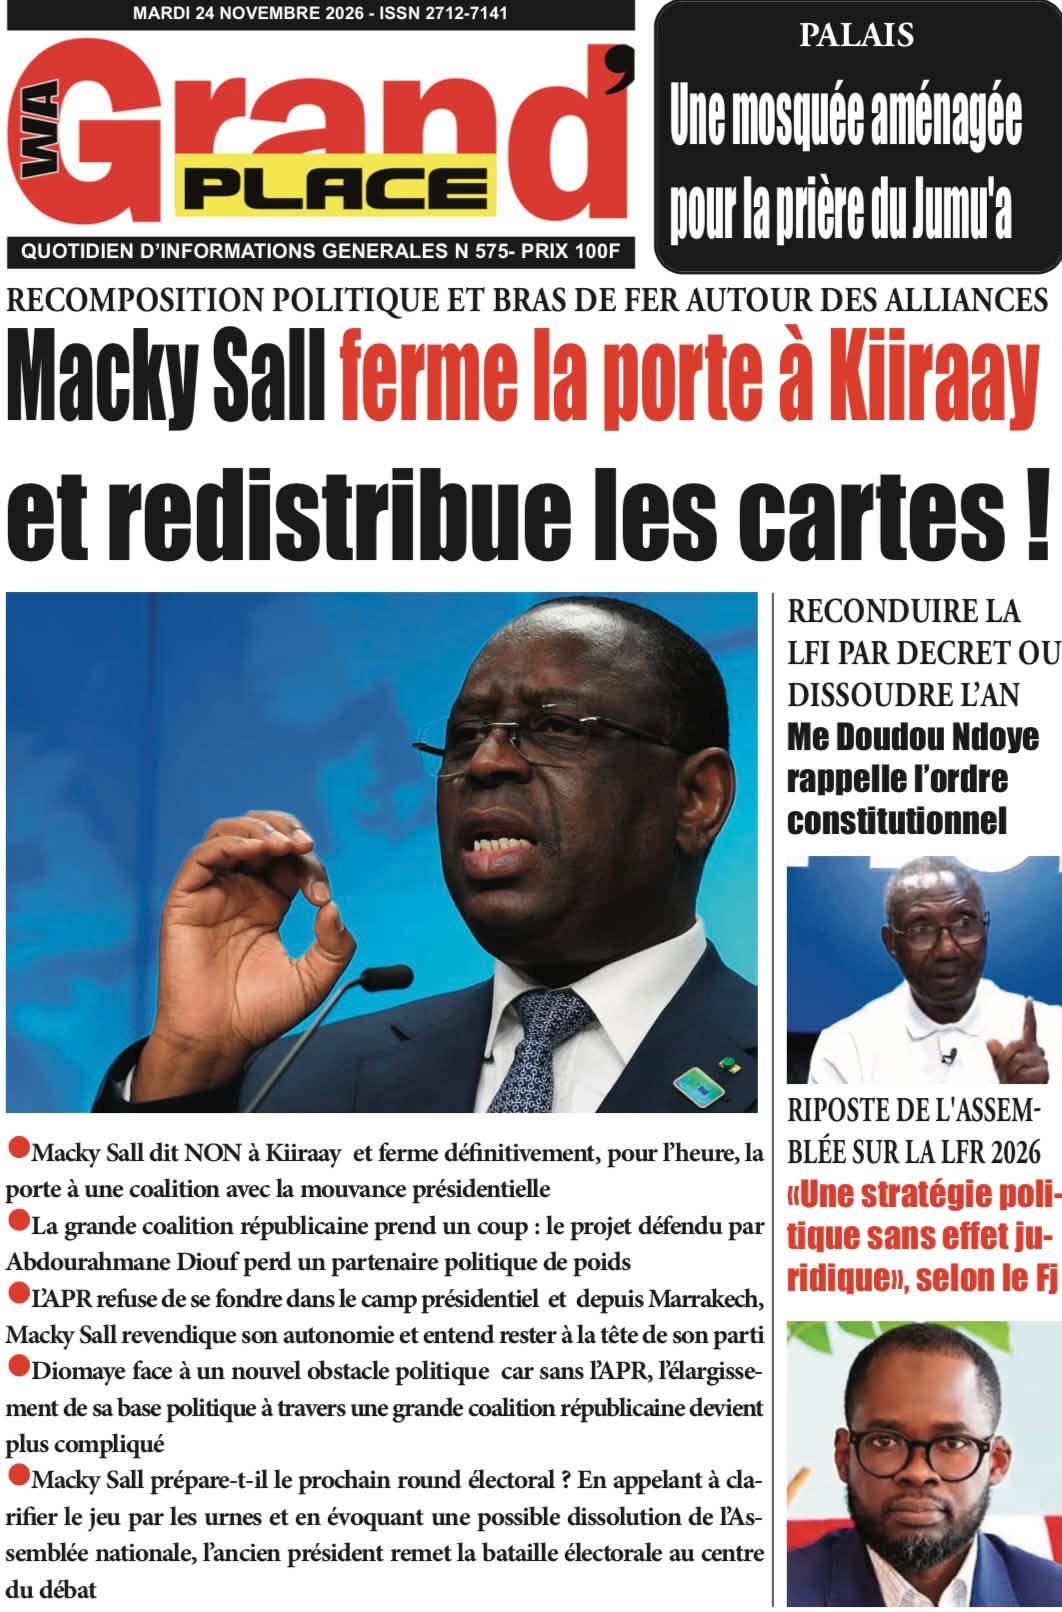 MARDI 24 NOVEMBRE 2026 - ISSN 2712-7141
WA Grand'
PLACE
QUOTIDIEN D'INFORMATIONS GENERALES N 575- PRIX 100F
PALAIS
Une mosquée aménagée
pour la prière du Jumu'a
RECOMPOSITION POLITIQUE ET BRAS DE FER AUTOUR DES ALLIANCES
Macky Sall ferme la porte à Kiiraay
et redistribue les cartes !
●Macky Sall dit NON à Kiiraay et ferme définitivement, pour l'heure, la
porte à une coalition avec la mouvance présidentielle
●La grande coalition républicaine prend un coup : le projet défendu par
Abdourahmane Diouf perd un partenaire politique de poids
●L'APR refuse de se fondre dans le camp présidentiel et depuis Marrakech,
Macky Sall revendique son autonomie et entend rester à la tête de son parti
●Diomaye face à un nouvel obstacle politique car sans l'APR, l'élargisse-
ment de sa base politique à travers une grande coalition républicaine devient
plus compliqué
●Macky Sall prépare-t-il le prochain round électoral ? En appelant à cla-
rifier le jeu par les urnes et en évoquant une possible dissolution de l'As-
semblée nationale, l'ancien président remet la bataille électorale au centre
du débat
RECONDUIRE LA
LFI PAR DECRET OU
DISSOUDRE L'AN
Me Doudou Ndoye
rappelle l'ordre
constitutionnel
RIPOSTE DE L'ASSEM-
BLÉE SUR LA LFR 2026
«Une stratégie poli-
tique sans effet ju-
ridique», selon le Fj